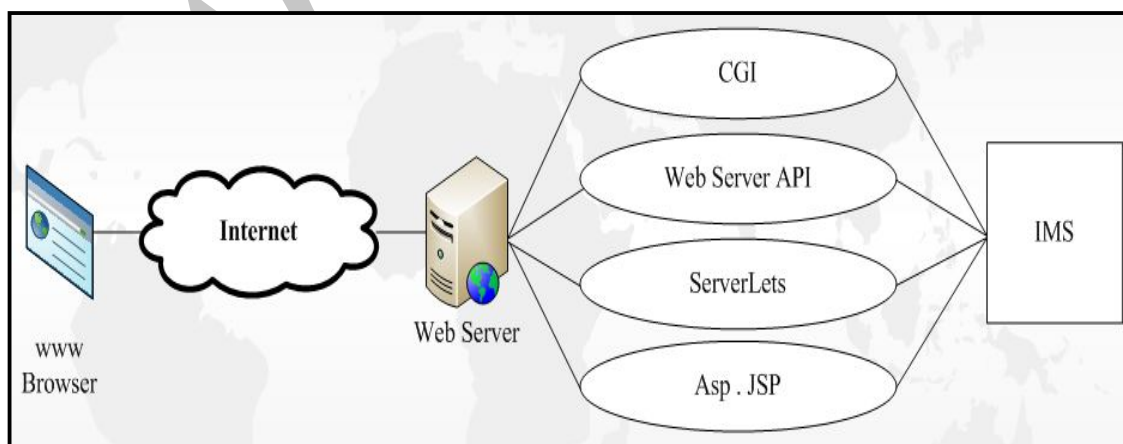 CGI
Web Server API
ServerLets
Asp . JSP
IMS
Internet
Web Server
www
Browser